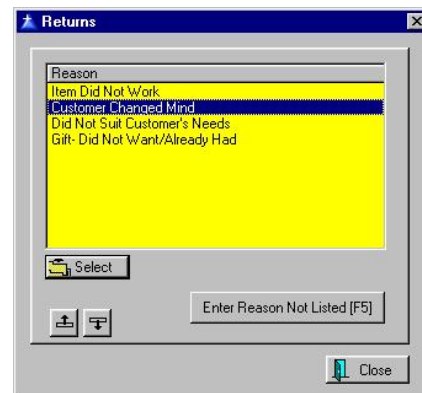 Returns
Reason
Item Did Not Work
Customer Changed Mind
Did Not Suit Customer's Needs
Gift- Did Not Want/Already Had
Select
Enter Reason Not Listed [F5]
Close